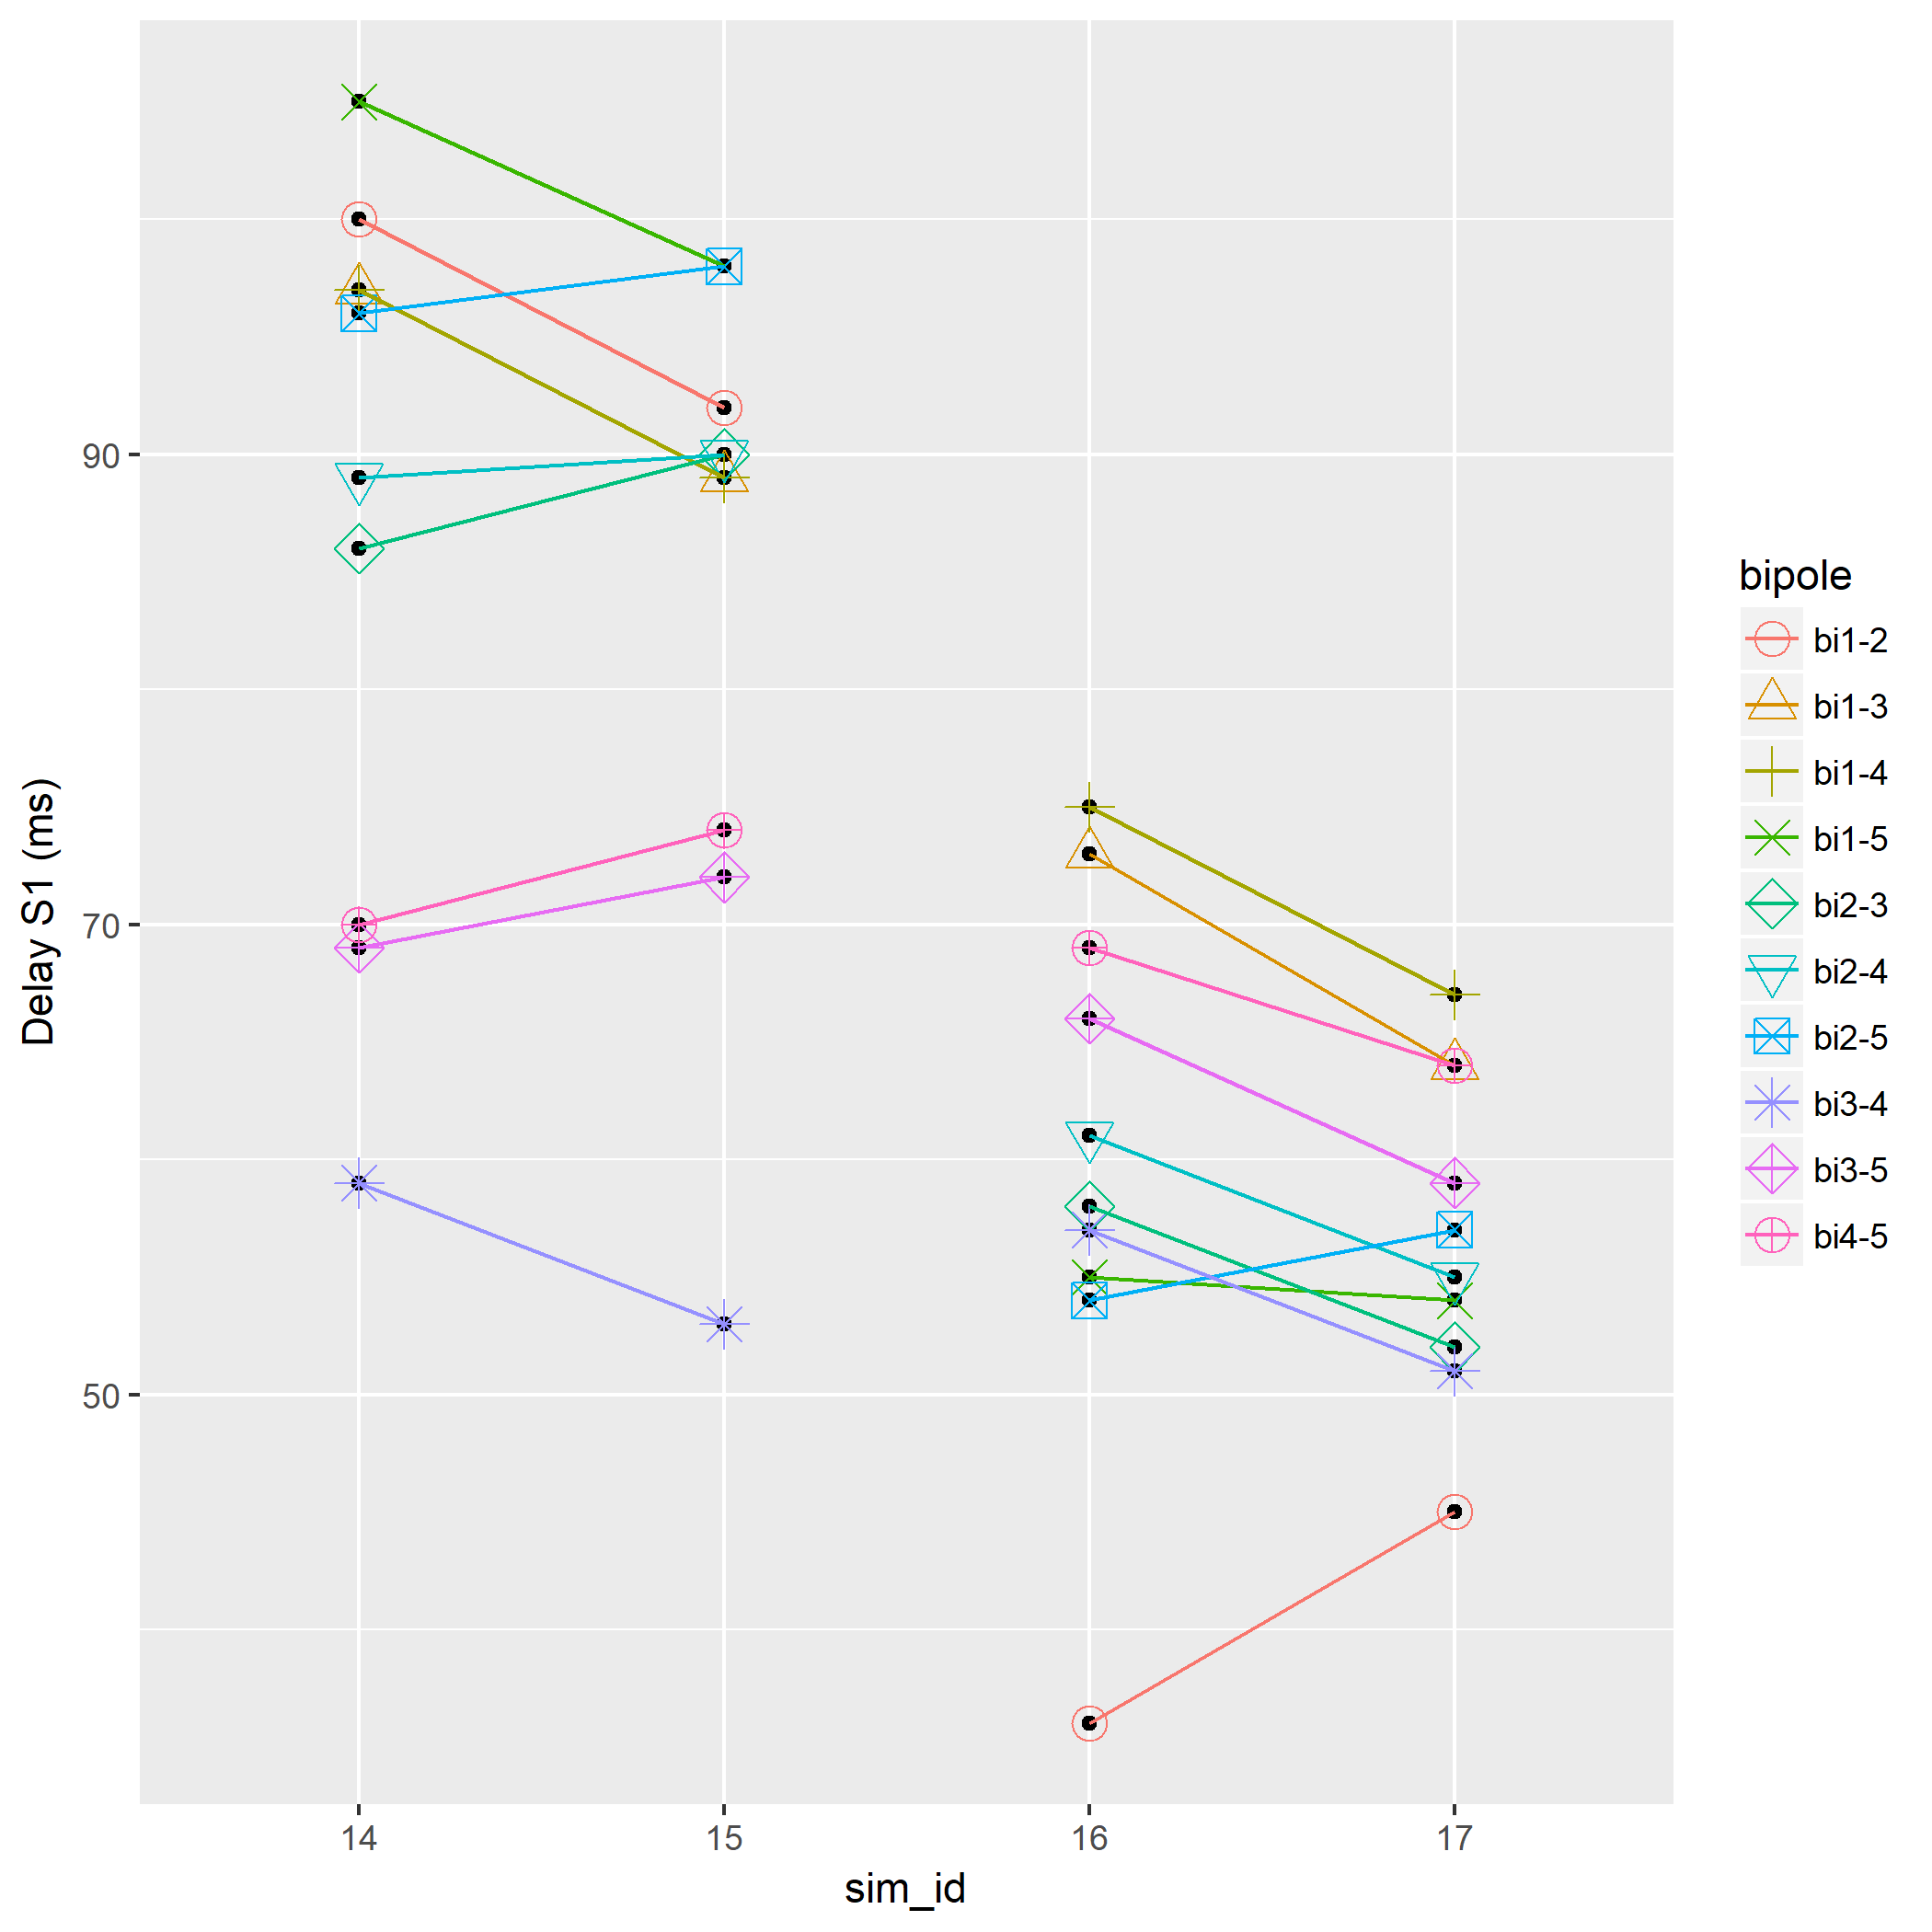 Delay S1 (ms)
90
70
50
14 15 16 17
sim_id
bipole
bi1-2
bi1-3
bi1-4
bi1-5
bi2-3
bi2-4
bi2-5
bi3-4
bi3-5
bi4-5